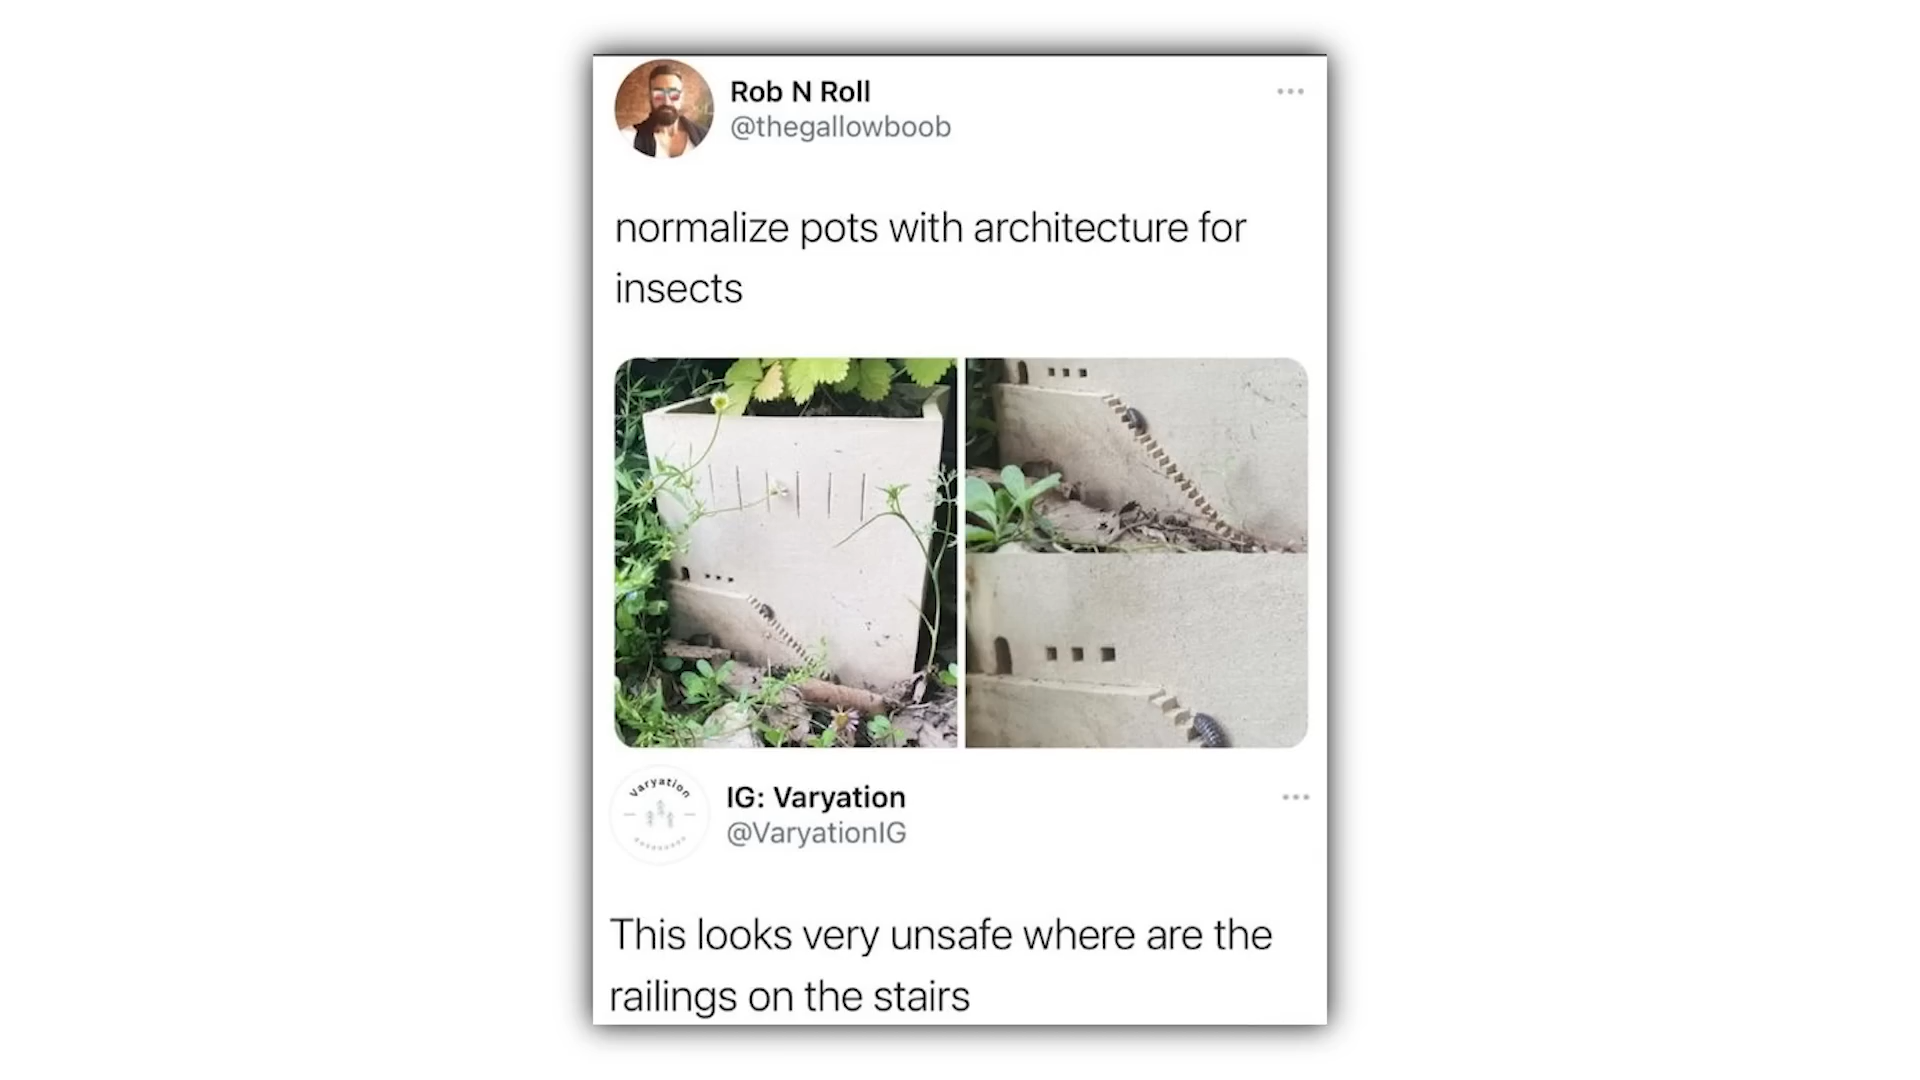 Rob N Roll
@thegallowboob
normalize pots with architecture for
insects
Varyation
IG: Varyation
@VaryationIG
This looks very unsafe where are the
railings on the stairs